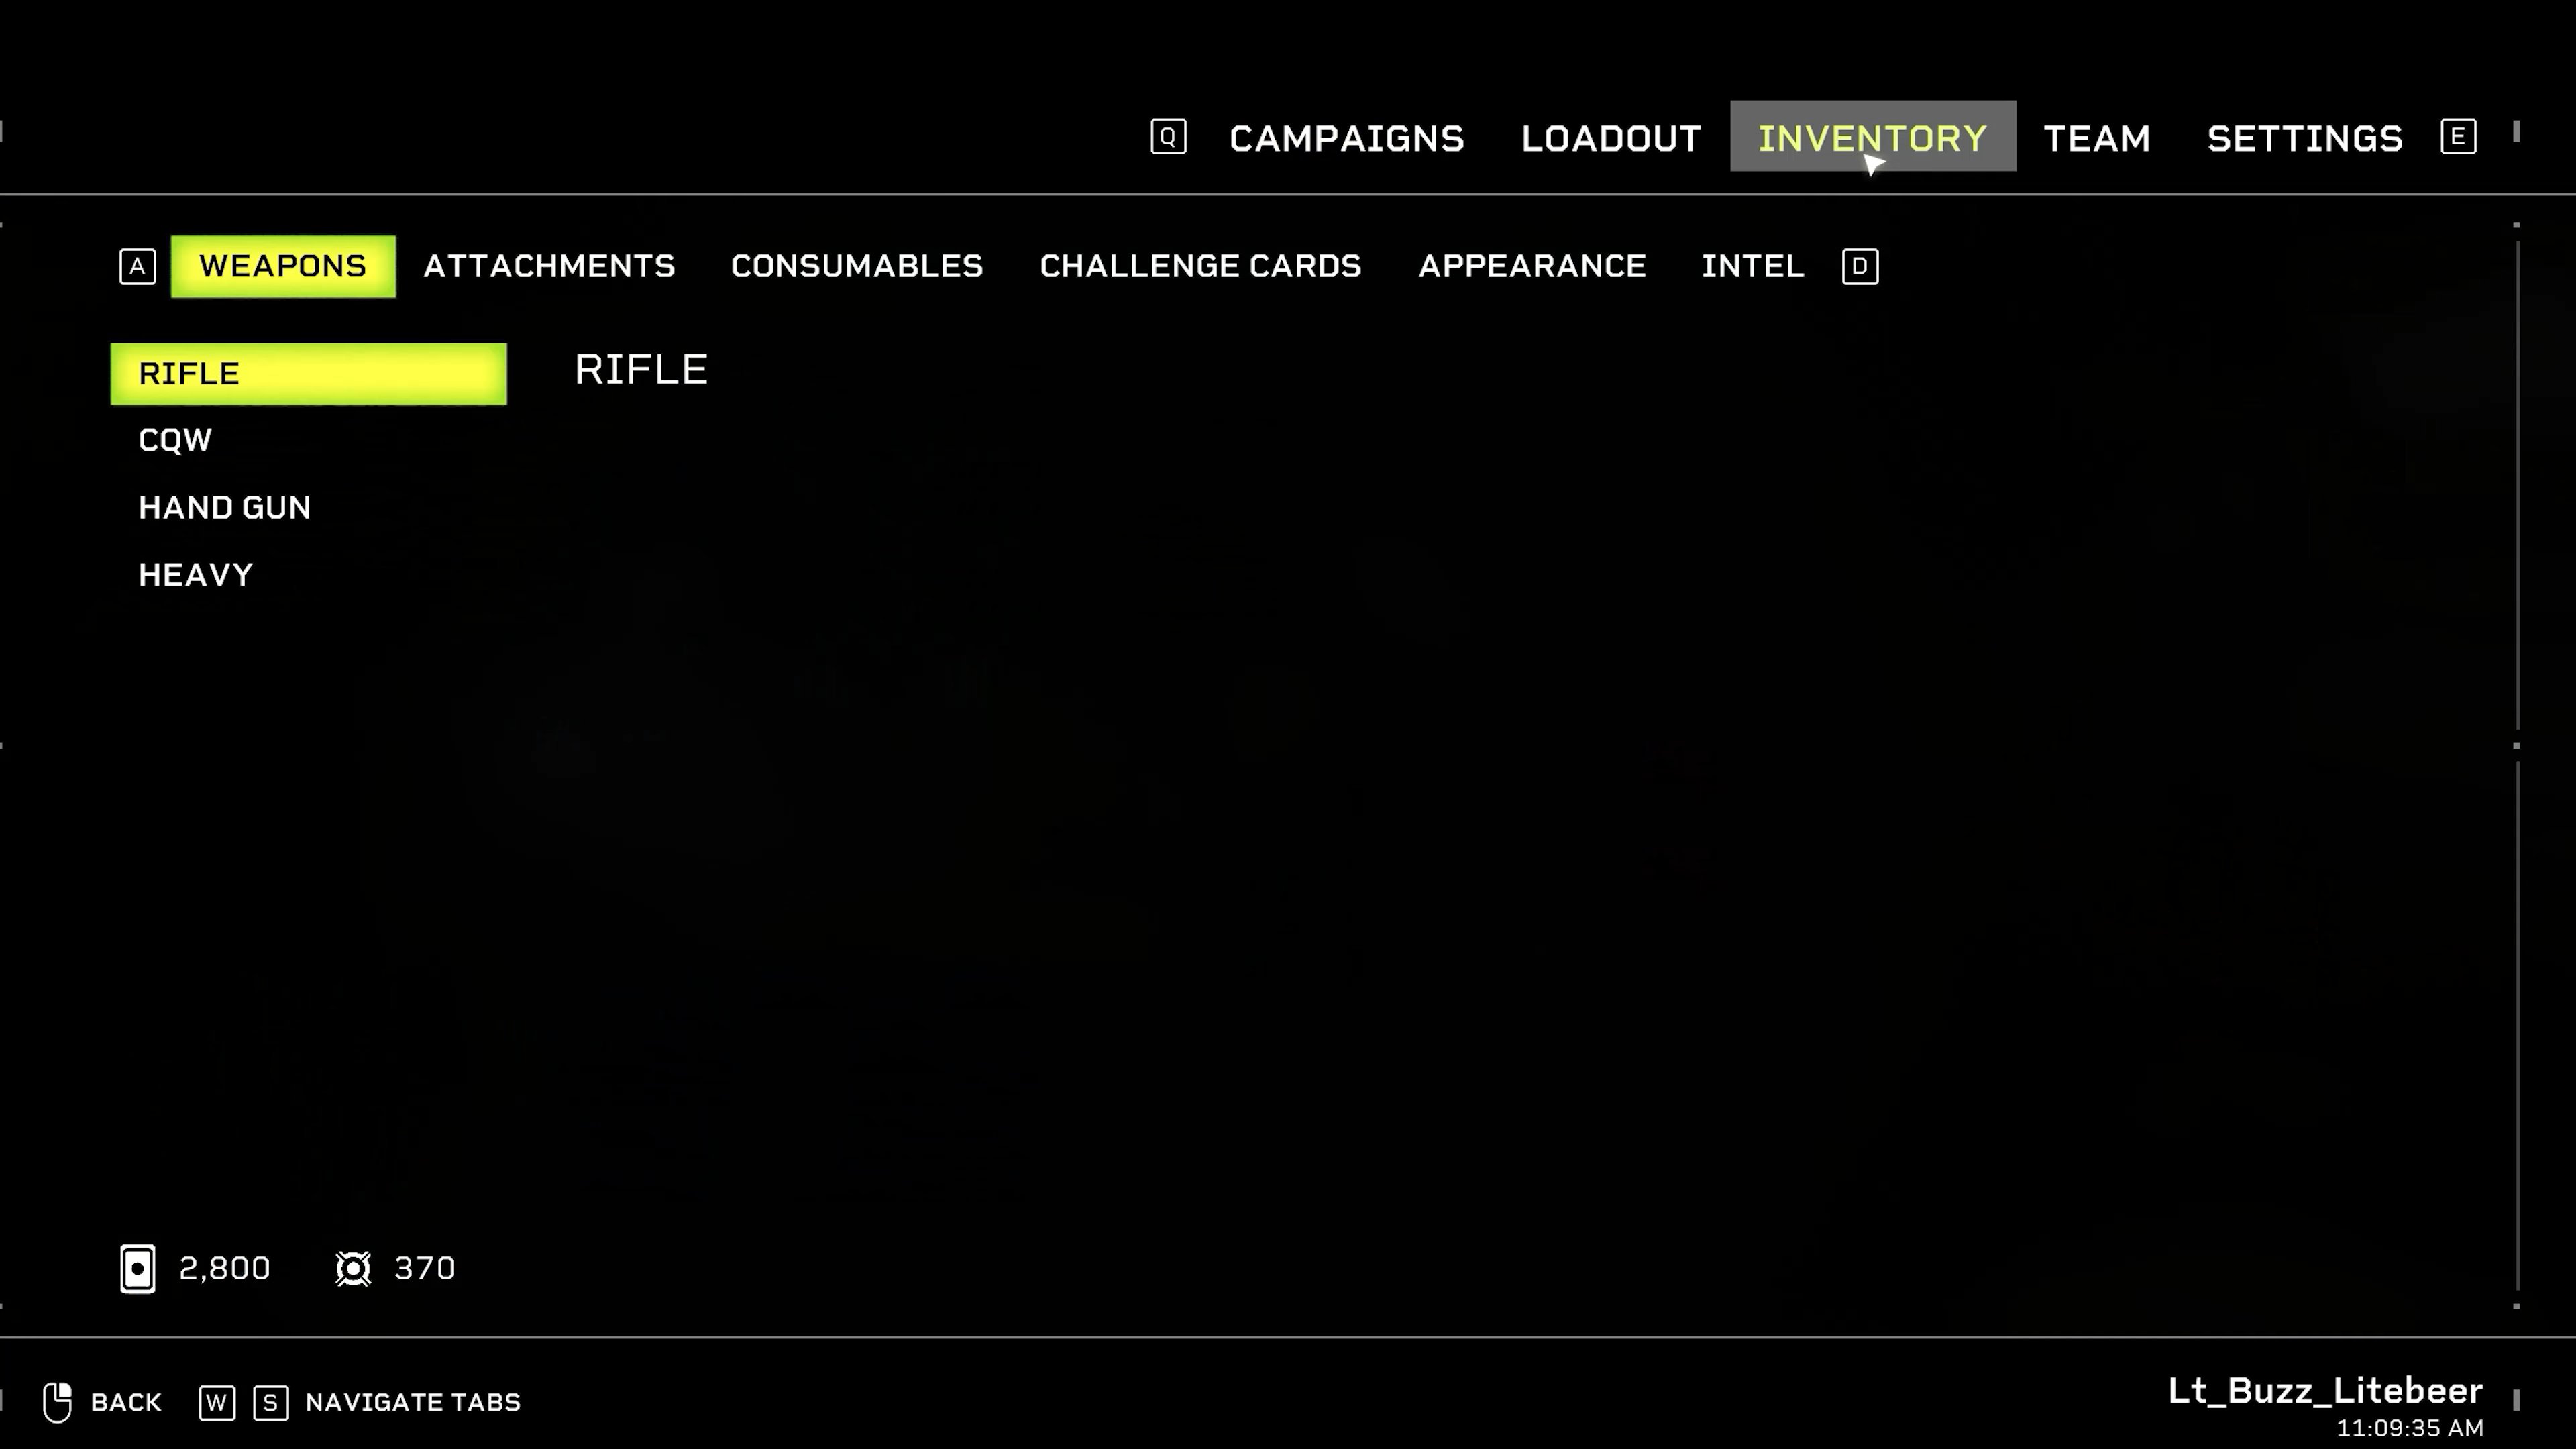 Q CAMPAIGNS LOADOUT INVENTORY TEAM SETTINGS E
A WEAPONS ATTACHMENTS CONSUMABLES CHALLENGE CARDS APPEARANCE INTEL D
RIFLE
RIFLE
CQW
HAND GUN
HEAVY
2,800 370
BACK W S NAVIGATE TABS
Lt_Buzz_Litebeer
11:09:35 AM